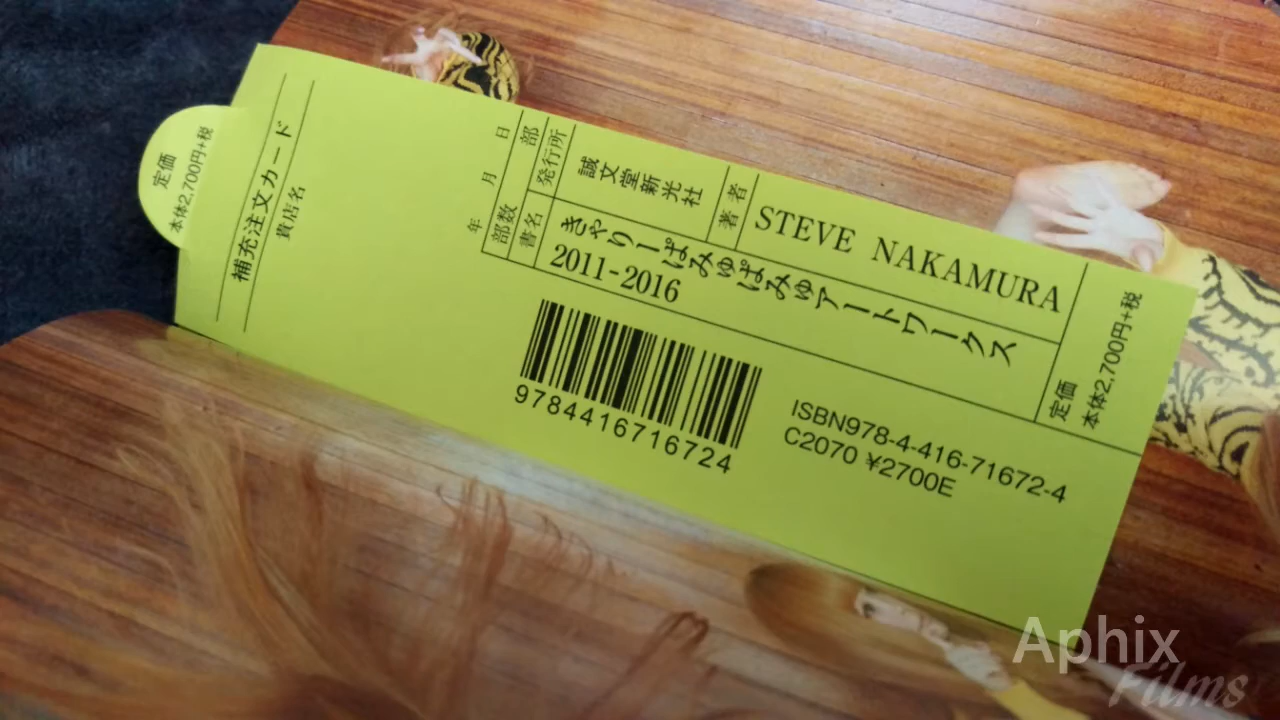 定価
本体2,700円+税
補充注文カード
貴店名
年 月 日
部数 部
書名
きゃりーぱみゅぱみゅアートワークス
2011-2016
発行所
誠文堂新光社
著者
STEVE NAKAMURA
定価
本体2,700円+税
9784416716724
ISBN978-4-416-71672-4
C2070 ¥2700E
Aphix
Films